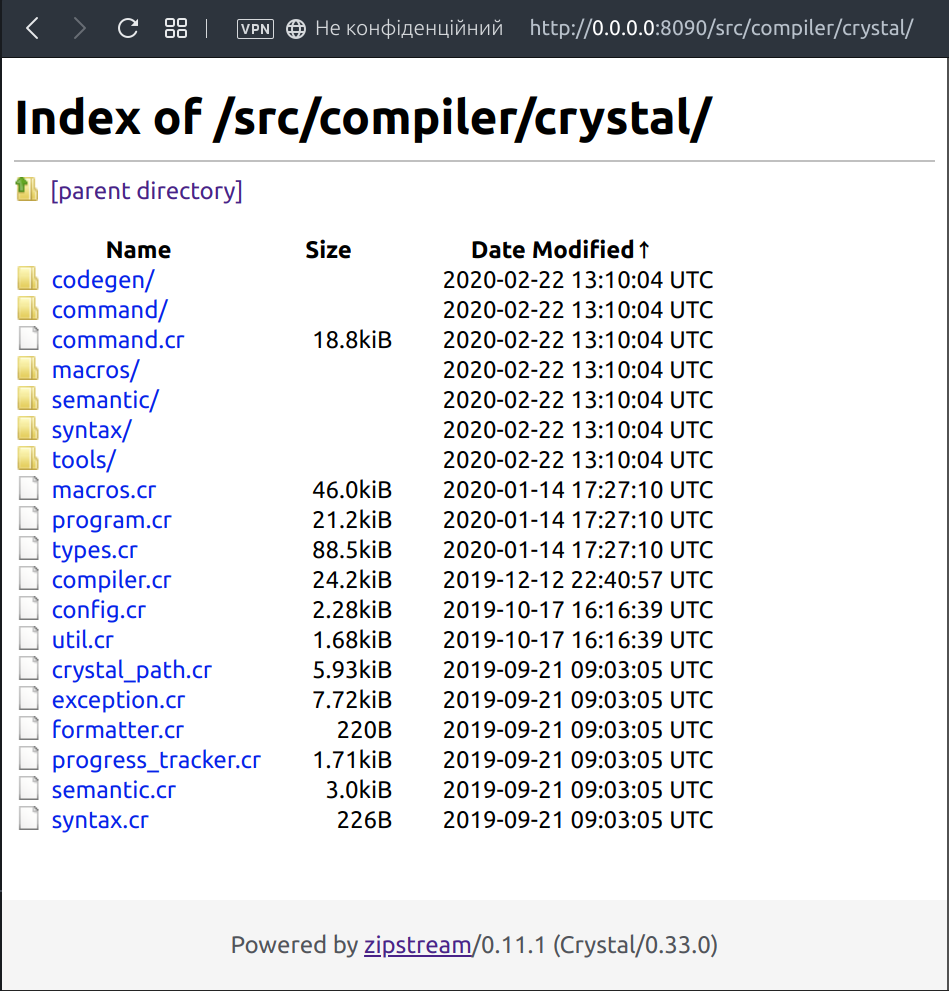 VPN Не конфіденційний http://0.0.0.0:8090/src/compiler/crystal/
Index of /src/compiler/crystal/
[parent directory]
Name Size Date Modified↑
codegen/ 2020-02-22 13:10:04 UTC
command/ 2020-02-22 13:10:04 UTC
command.cr 18.8kiB 2020-02-22 13:10:04 UTC
macros/ 2020-02-22 13:10:04 UTC
semantic/ 2020-02-22 13:10:04 UTC
syntax/ 2020-02-22 13:10:04 UTC
tools/ 2020-02-22 13:10:04 UTC
macros.cr 46.0kiB 2020-01-14 17:27:10 UTC
program.cr 21.2kiB 2020-01-14 17:27:10 UTC
types.cr 88.5kiB 2020-01-14 17:27:10 UTC
compiler.cr 24.2kiB 2019-12-12 22:40:57 UTC
config.cr 2.28kiB 2019-10-17 16:16:39 UTC
util.cr 1.68kiB 2019-10-17 16:16:39 UTC
crystal_path.cr 5.93kiB 2019-09-21 09:03:05 UTC
exception.cr 7.72kiB 2019-09-21 09:03:05 UTC
formatter.cr 220B 2019-09-21 09:03:05 UTC
progress_tracker.cr 1.71kiB 2019-09-21 09:03:05 UTC
semantic.cr 3.0kiB 2019-09-21 09:03:05 UTC
syntax.cr 226B 2019-09-21 09:03:05 UTC
Powered by zipstream/0.11.1 (Crystal/0.33.0)